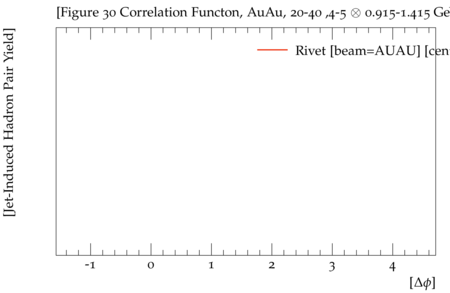 [Figure 30 Correlation Functon, AuAu, 20-40 ,4-5 ⊗ 0.915-1.415 Ge
Rivet [beam=AUAU] [cen
[Jet-Induced Hadron Pair Yield]
-1 0 1 2 3 4
[Δϕ]